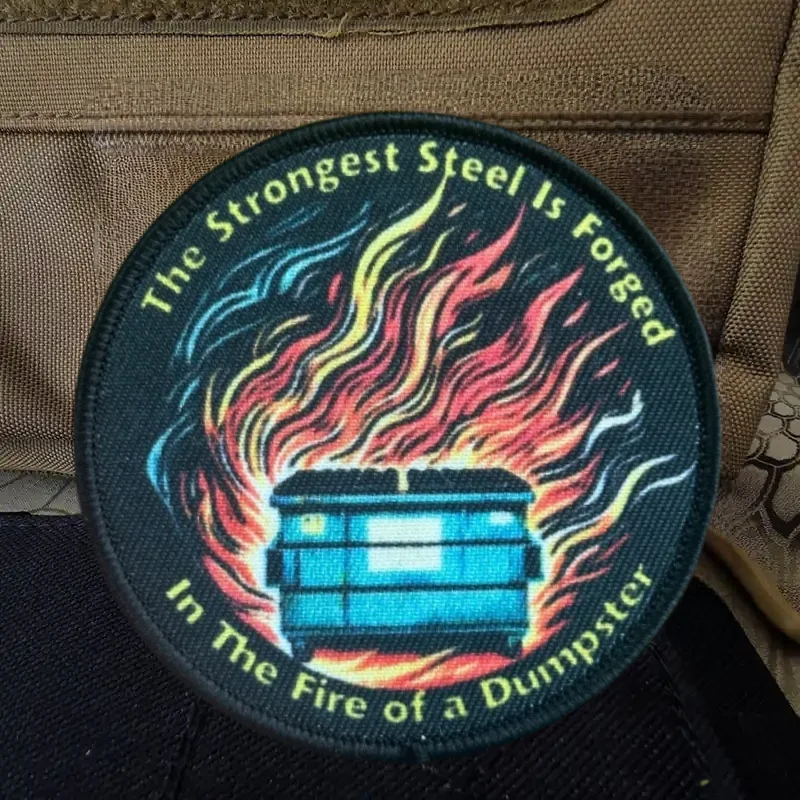 The Strongest Steel Is Forged
In The Fire of a Dumpster